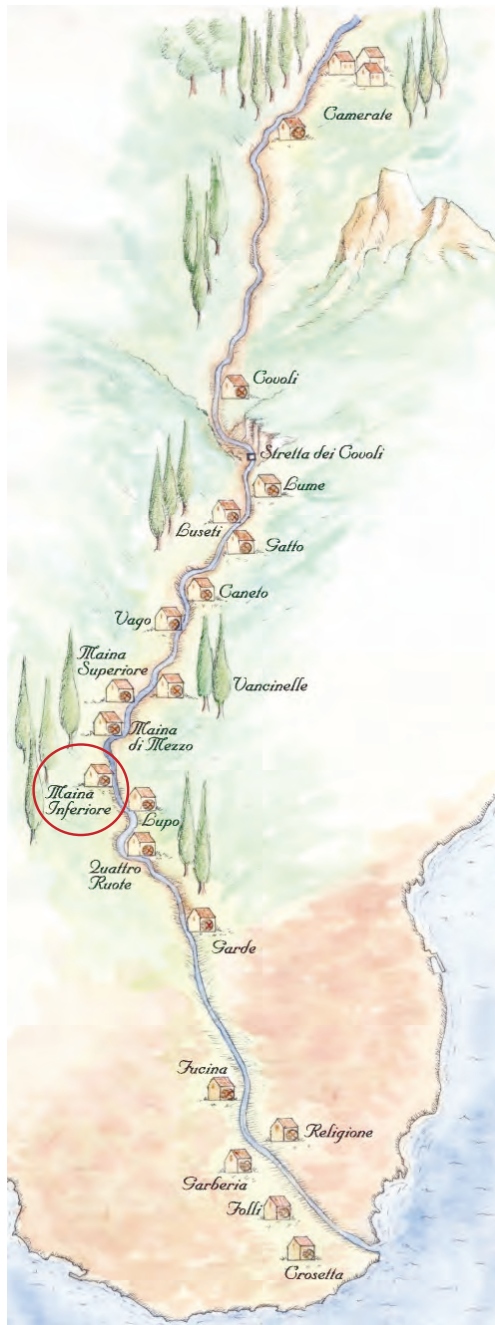 Camerate
Covoli
Stretta dei Covoli
Lume
Luseti
Gatto
Caneto
Vago
Maina
Superiore
Vancinelle
Maina
di Mezzo
Maina
Inferiore
Lupo
Quattro
Ruote
Garde
Fucina
Religione
Garberia
Folli
Crosetta